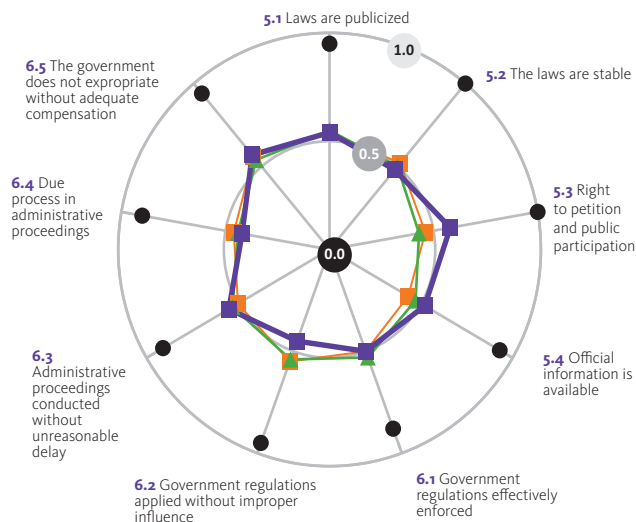 5.1 Laws are publicized
1.0
5.2 The laws are stable
5.3 Right
to petition
and public
participation
5.4 Official
information is
available
6.1 Government
regulations effectively
enforced
6.2 Government regulations
applied without improper
influence
6.3
Administrative
proceedings
conducted
without
unreasonable
delay
6.4 Due
process in
administrative
proceedings
6.5 The government
does not expropriate
without adequate
compensation
0.5
0.0